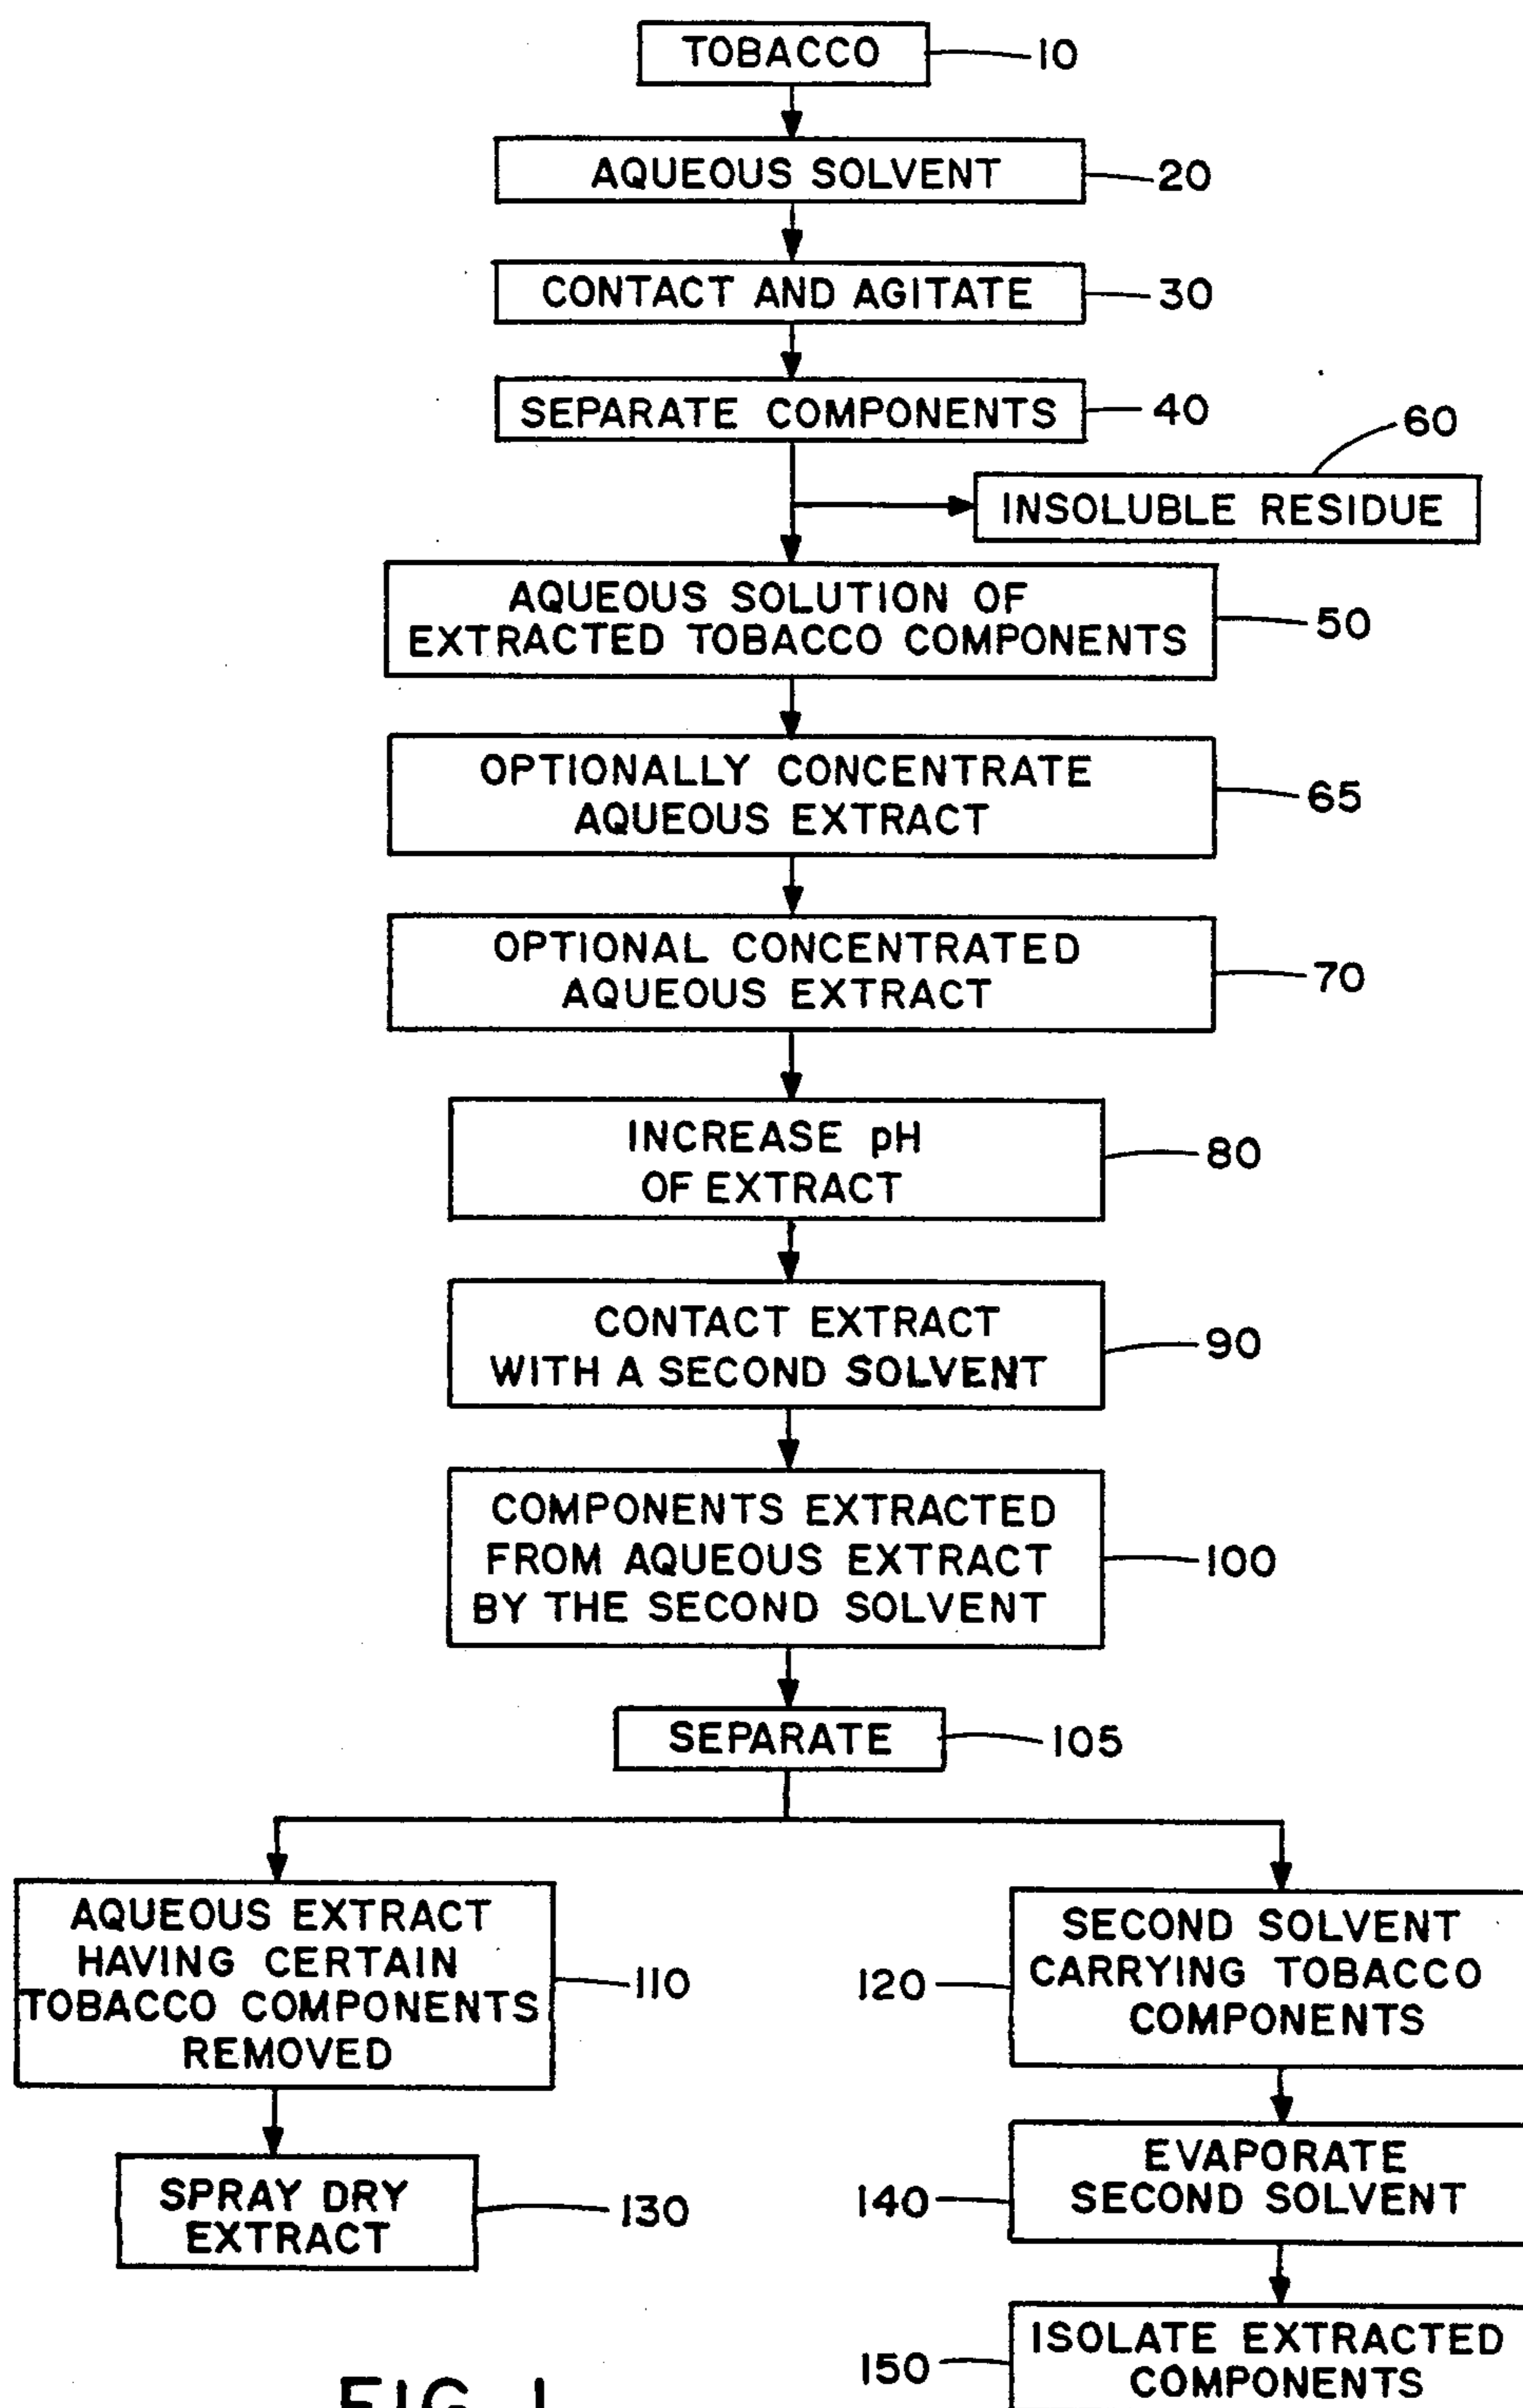 TOBACCO
10
AQUEOUS SOLVENT
20
CONTACT AND AGITATE
30
SEPARATE COMPONENTS
40
60
INSOLUBLE RESIDUE
AQUEOUS SOLUTION OF
EXTRACTED TOBACCO COMPONENTS
50
OPTIONALLY CONCENTRATE
AQUEOUS EXTRACT
65
OPTIONAL CONCENTRATED
AQUEOUS EXTRACT
70
INCREASE pH
OF EXTRACT
80
CONTACT EXTRACT
WITH A SECOND SOLVENT
90
COMPONENTS EXTRACTED
FROM AQUEOUS EXTRACT
BY THE SECOND SOLVENT
100
SEPARATE
105
AQUEOUS EXTRACT
HAVING CERTAIN
TOBACCO COMPONENTS
REMOVED
110
120
SECOND SOLVENT
CARRYING TOBACCO
COMPONENTS
SPRAY DRY
EXTRACT
130
140
EVAPORATE
SECOND SOLVENT
150
ISOLATE EXTRACTED
COMPONENTS
FIG. 1